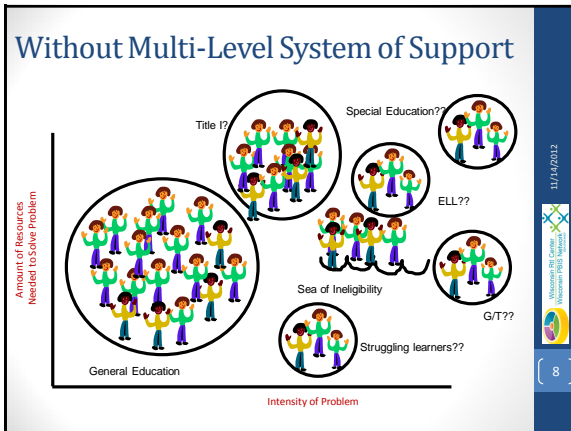 Without Multi-Level System of Support
Title I?
Special Education??
ELL??
Sea of Ineligibility
G/T??
Struggling learners??
General Education
Amount of Resources
Needed to Solve Problem
Intensity of Problem
11/14/2012
Wisconsin RtI Center
Wisconsin PBIS Network
8